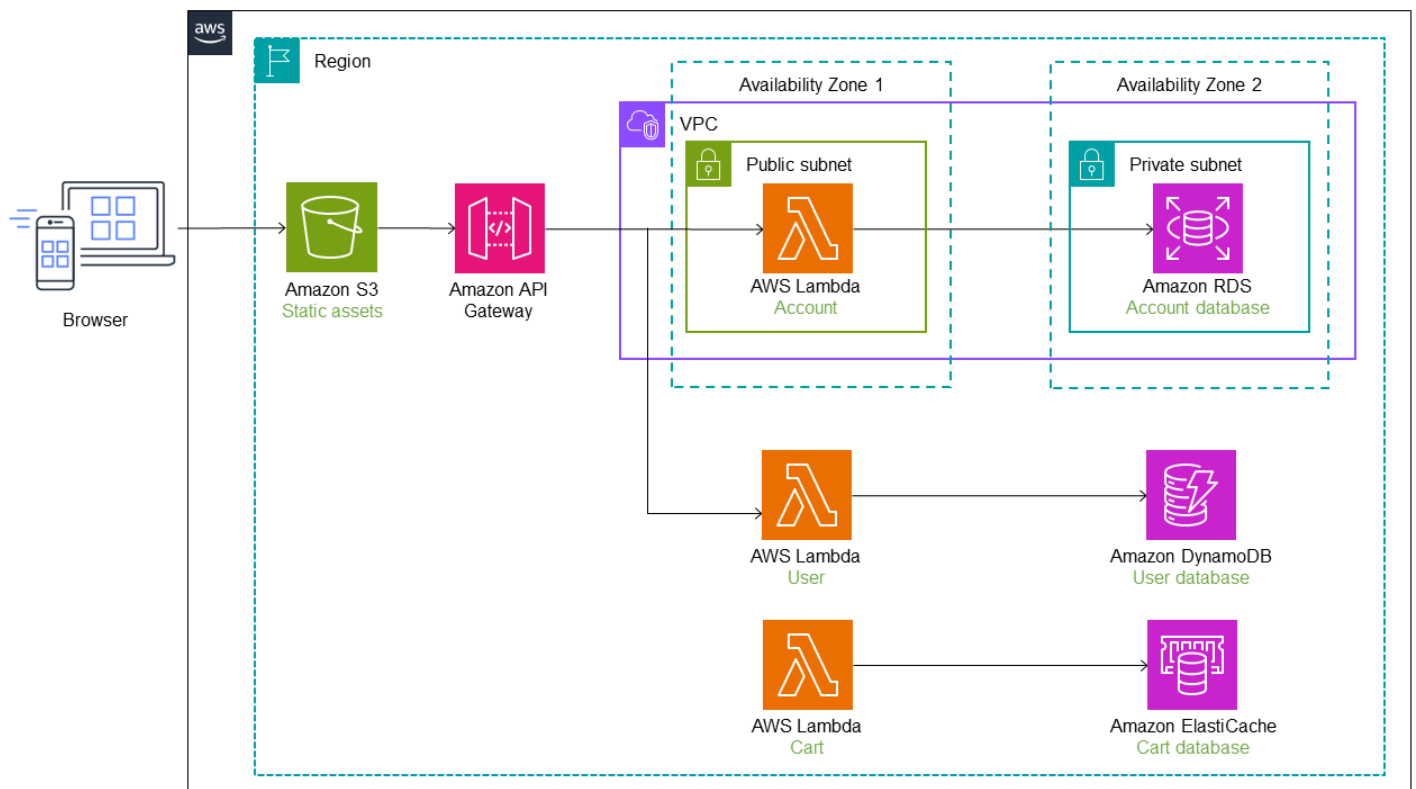 aws
Region
Availability Zone 1
Availability Zone 2
VPC
Public subnet
Private subnet
</>
Browser
Amazon S3
Static assets
Amazon API
Gateway
AWS Lambda
Account
Amazon RDS
Account database
AWS Lambda
User
Amazon DynamoDB
User database
AWS Lambda
Cart
Amazon ElastiCache
Cart database